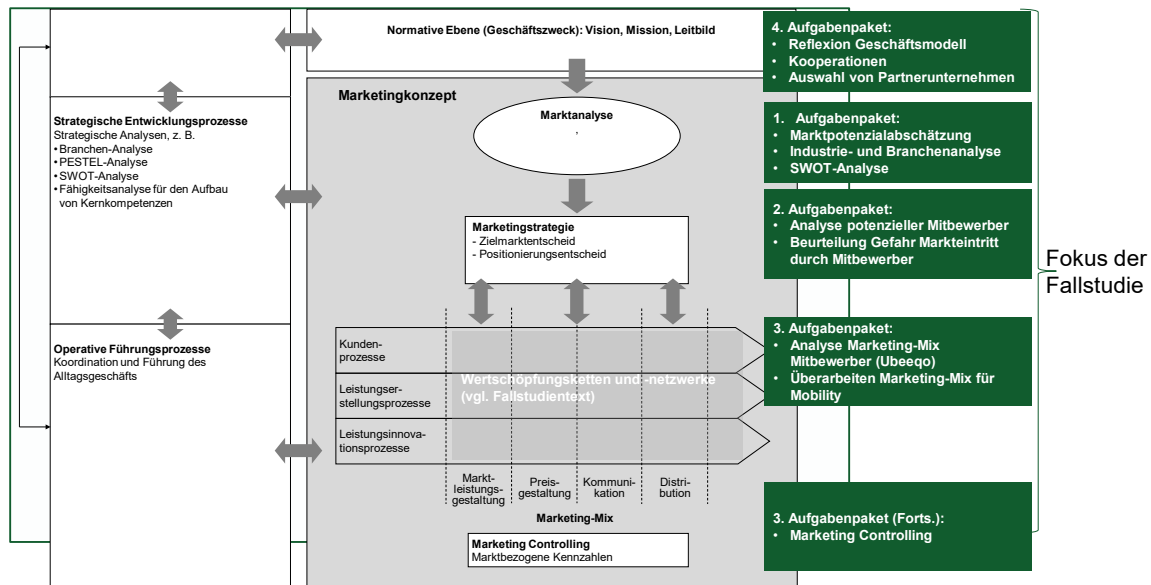 Normative Ebene (Geschäftszweck): Vision, Mission, Leitbild
Strategische Entwicklungsprozesse
Strategische Analysen, z. B.
• Branchen-Analyse
• PESTEL-Analyse
• SWOT-Analyse
• Fähigkeitsanalyse für den Aufbau
von Kernkompetenzen
Operative Führungsprozesse
Koordination und Führung des
Alltagsgeschäfts
Marketingkonzept
Marktanalyse
,
Marketingstrategie
- Zielmarktentscheid
- Positionierungsentscheid
Kunden-
prozesse
Leistungser-
stellungsprozesse
Leistungsinnova-
tionsprozesse
Wertschöpfungsketten und -netzwerke
(vgl. Fallstudientext)
Markt-
leistungs-
gestaltung
Preis-
gestaltung
Kommuni-
kation
Distri-
bution
Marketing-Mix
Marketing Controlling
Marktbezogene Kennzahlen
4. Aufgabenpaket:
• Reflexion Geschäftsmodell
• Kooperationen
• Auswahl von Partnerunternehmen
1. Aufgabenpaket:
• Marktpotenzialabschätzung
• Industrie- und Branchenanalyse
• SWOT-Analyse
2. Aufgabenpaket:
• Analyse potenzieller Mitbewerber
• Beurteilung Gefahr Markteintritt
durch Mitbewerber
3. Aufgabenpaket:
• Analyse Marketing-Mix
Mitbewerber (Ubeeqo)
• Überarbeiten Marketing-Mix für
Mobility
3. Aufgabenpaket (Forts.):
• Marketing Controlling
Fokus der
Fallstudie